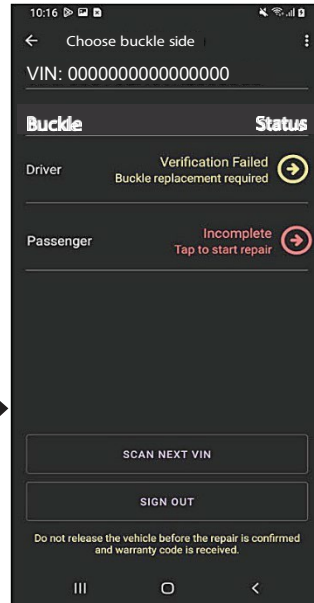 10:16
Choose buckle side
VIN: 0000000000000000
Buckle Status
Driver
Verification Failed
Buckle replacement required
Passenger
Incomplete
Tap to start repair
SCAN NEXT VIN
SIGN OUT
Do not release the vehicle before the repair is confirmed
and warranty code is received.